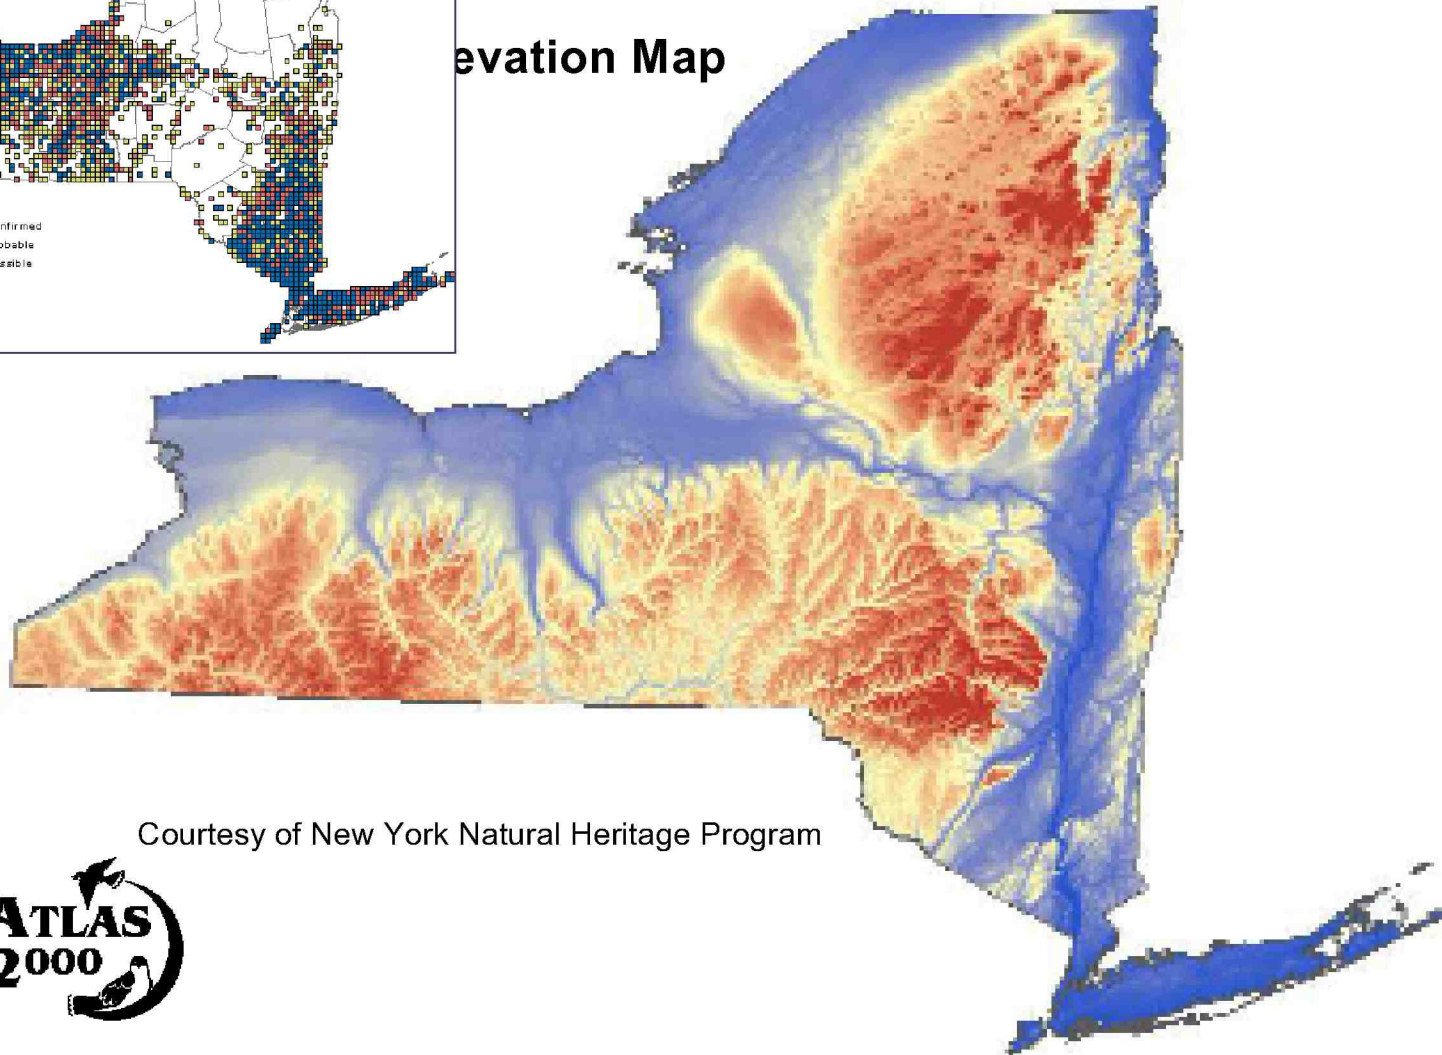 evation Map
nfirmed
obable
ssible
Courtesy of New York Natural Heritage Program
ATLAS
2000